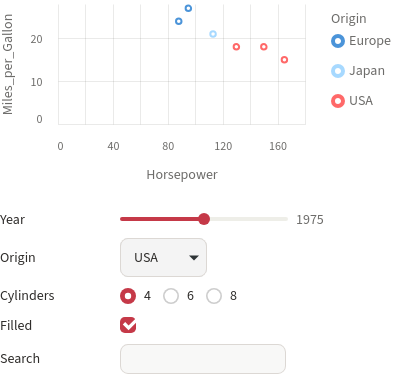 Miles_per_Gallon
20
10
0
0 40 80 120 160
Horsepower
Origin
Europe
Japan
USA
Year 1975
Origin USA
Cylinders 4 6 8
Filled
Search